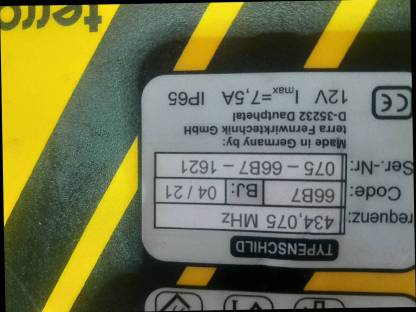 TYPENSCHILD
requenz: 434,075 MHz
Code: 66B7 BJ: 04 / 21
Ser.-Nr: 075 – 66B7 – 1621
Made in Germany by:
terra Fernwirktechnik GmbH
D-35232 Dautphetal
12V Imax=7,5A IP65
CE
terra